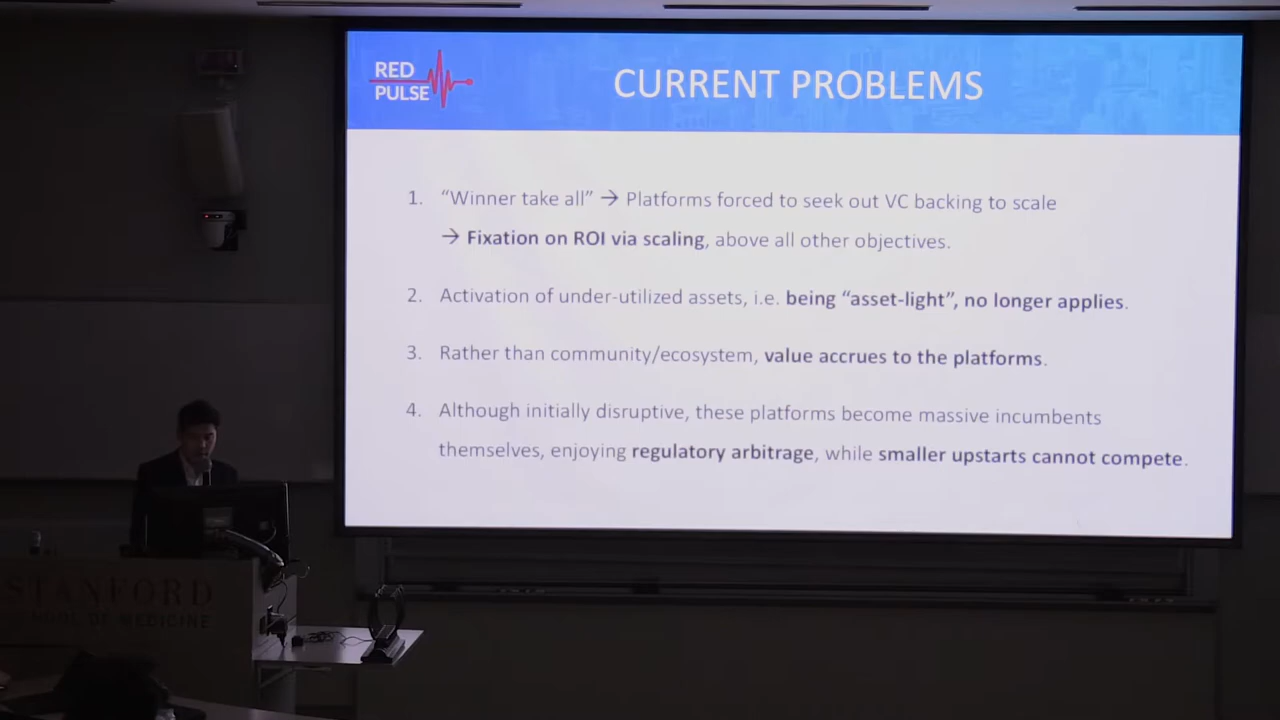 RED
PULSE
CURRENT PROBLEMS
1. “Winner take all” → Platforms forced to seek out VC backing to scale
→ Fixation on ROI via scaling, above all other objectives.
2. Activation of under-utilized assets, i.e. being “asset-light”, no longer applies.
3. Rather than community/ecosystem, value accrues to the platforms.
4. Although initially disruptive, these platforms become massive incumbents
themselves, enjoying regulatory arbitrage, while smaller upstarts cannot compete.
STANFORD
SCHOOL OF MEDICINE